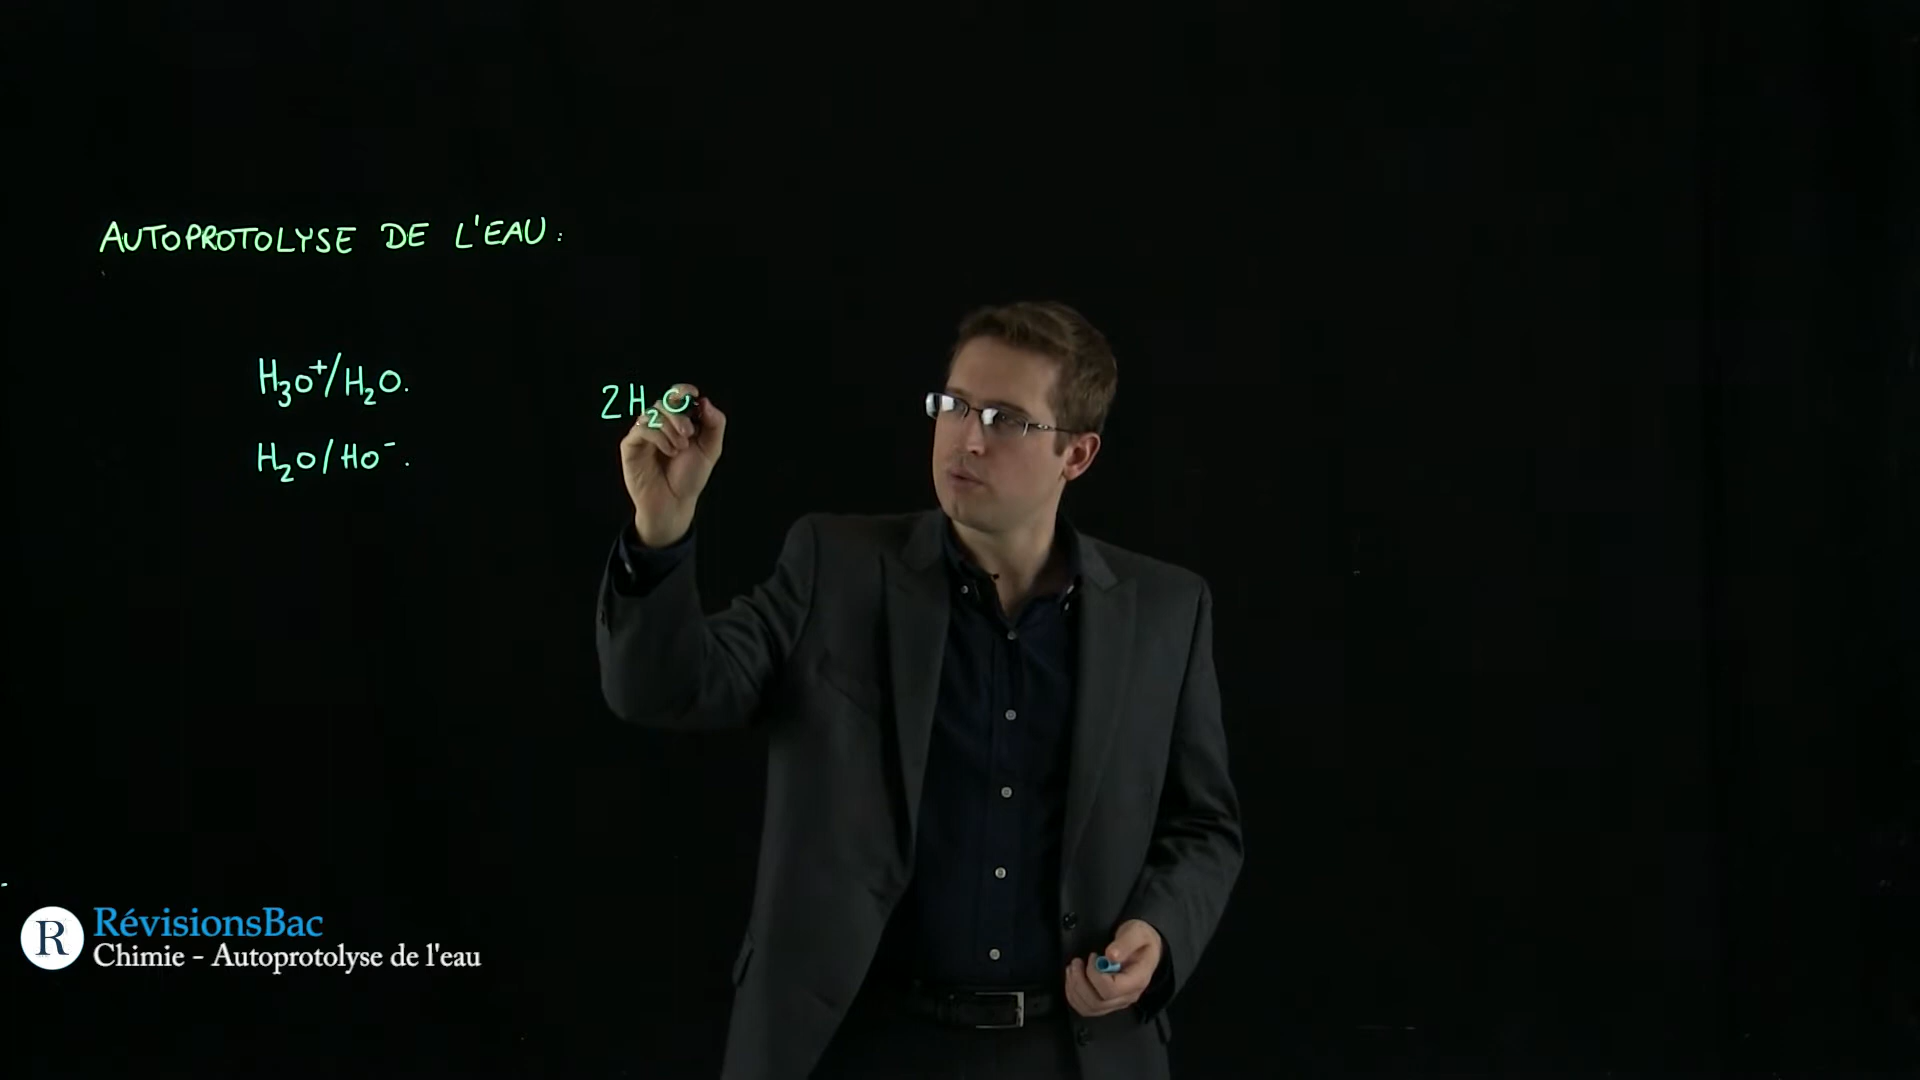 AUTOPROTOLYSE DE L'EAU :
H₃O⁺/H₂O.
2H₂O
H₂O/HO⁻.
R
RévisionsBac
Chimie - Autoprotolyse de l'eau